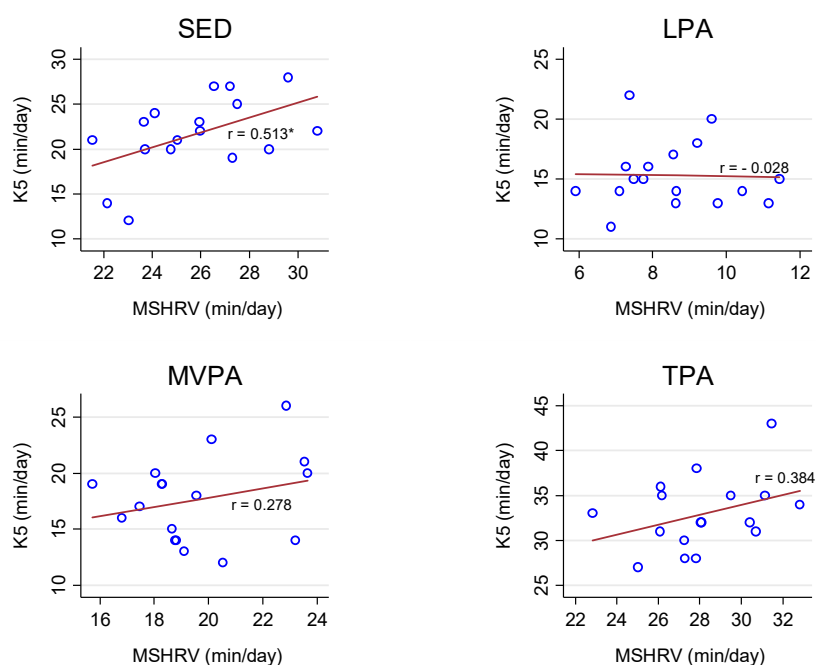 SED
30
25
20
15
10
K5 (min/day)
r = 0.513*
22 24 26 28 30
MSHRV (min/day)
LPA
25
20
15
10
K5 (min/day)
r = - 0.028
6 8 10 12
MSHRV (min/day)
MVPA
25
20
15
10
K5 (min/day)
r = 0.278
16 18 20 22 24
MSHRV (min/day)
TPA
45
40
35
30
25
K5 (min/day)
r = 0.384
22 24 26 28 30 32
MSHRV (min/day)